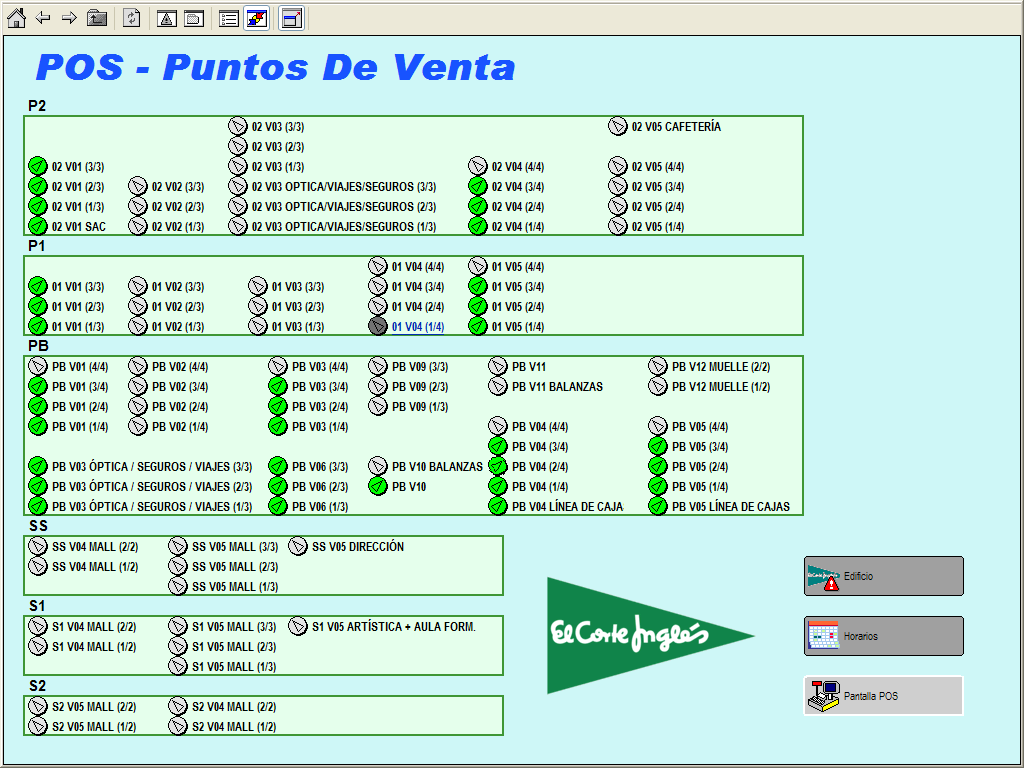 POS - Puntos De Venta
P2
02 V03 (3/3) 02 V05 CAFETERÍA
02 V03 (2/3)
02 V01 (3/3) 02 V03 (1/3) 02 V04 (4/4) 02 V05 (4/4)
02 V01 (2/3) 02 V02 (3/3) 02 V03 OPTICA/VIAJES/SEGUROS (3/3) 02 V04 (3/4) 02 V05 (3/4)
02 V01 (1/3) 02 V02 (2/3) 02 V03 OPTICA/VIAJES/SEGUROS (2/3) 02 V04 (2/4) 02 V05 (2/4)
02 V01 SAC 02 V02 (1/3) 02 V03 OPTICA/VIAJES/SEGUROS (1/3) 02 V04 (1/4) 02 V05 (1/4)
P1
01 V04 (4/4) 01 V05 (4/4)
01 V01 (3/3) 01 V02 (3/3) 01 V03 (3/3) 01 V04 (3/4) 01 V05 (3/4)
01 V01 (2/3) 01 V02 (2/3) 01 V03 (2/3) 01 V04 (2/4) 01 V05 (2/4)
01 V01 (1/3) 01 V02 (1/3) 01 V03 (1/3) 01 V04 (1/4) 01 V05 (1/4)
PB
PB V01 (4/4) PB V02 (4/4) PB V03 (4/4) PB V09 (3/3) PB V11 PB V12 MUELLE (2/2)
PB V01 (3/4) PB V02 (3/4) PB V03 (3/4) PB V09 (2/3) PB V11 BALANZAS PB V12 MUELLE (1/2)
PB V01 (2/4) PB V02 (2/4) PB V03 (2/4) PB V09 (1/3)
PB V01 (1/4) PB V02 (1/4) PB V03 (1/4) PB V04 (4/4) PB V05 (4/4)
PB V04 (3/4) PB V05 (3/4)
PB V03 ÓPTICA / SEGUROS / VIAJES (3/3) PB V06 (3/3) PB V10 BALANZAS PB V04 (2/4) PB V05 (2/4)
PB V03 ÓPTICA / SEGUROS / VIAJES (2/3) PB V06 (2/3) PB V10 PB V04 (1/4) PB V05 (1/4)
PB V03 ÓPTICA / SEGUROS / VIAJES (1/3) PB V06 (1/3) PB V04 LÍNEA DE CAJA PB V05 LÍNEA DE CAJAS
SS
SS V04 MALL (2/2) SS V05 MALL (3/3) SS V05 DIRECCIÓN
SS V04 MALL (1/2) SS V05 MALL (2/3)
SS V05 MALL (1/3)
S1
S1 V04 MALL (2/2) S1 V05 MALL (3/3) S1 V05 ARTÍSTICA + AULA FORM.
S1 V04 MALL (1/2) S1 V05 MALL (2/3)
S1 V05 MALL (1/3)
S2
S2 V05 MALL (2/2) S2 V04 MALL (2/2)
S2 V05 MALL (1/2) S2 V04 MALL (1/2)
El Corte Inglés
El Corte Inglés Edificio
Horarios
Pantalla POS